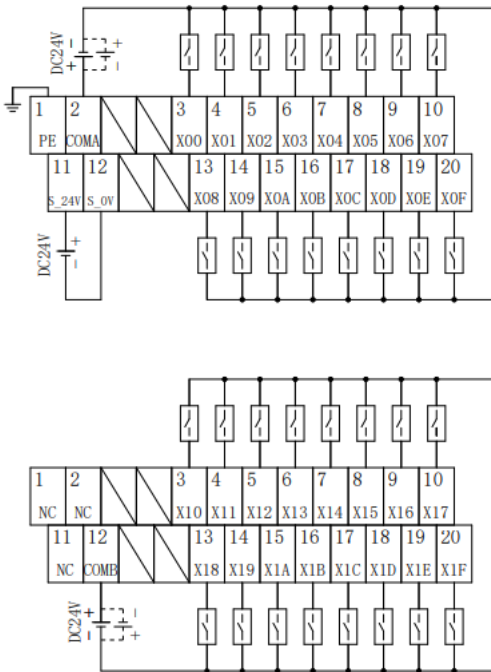 DC24V - + + -
1 2 3 4 5 6 7 8 9 10
PE COMA X00 X01 X02 X03 X04 X05 X06 X07
11 12 13 14 15 16 17 18 19 20
S_24V S_0V X08 X09 X0A X0B X0C X0D X0E X0F
DC24V + -
1 2 3 4 5 6 7 8 9 10
NC NC X10 X11 X12 X13 X14 X15 X16 X17
11 12 13 14 15 16 17 18 19 20
NC COMB X18 X19 X1A X1B X1C X1D X1E X1F
DC24V + - - +